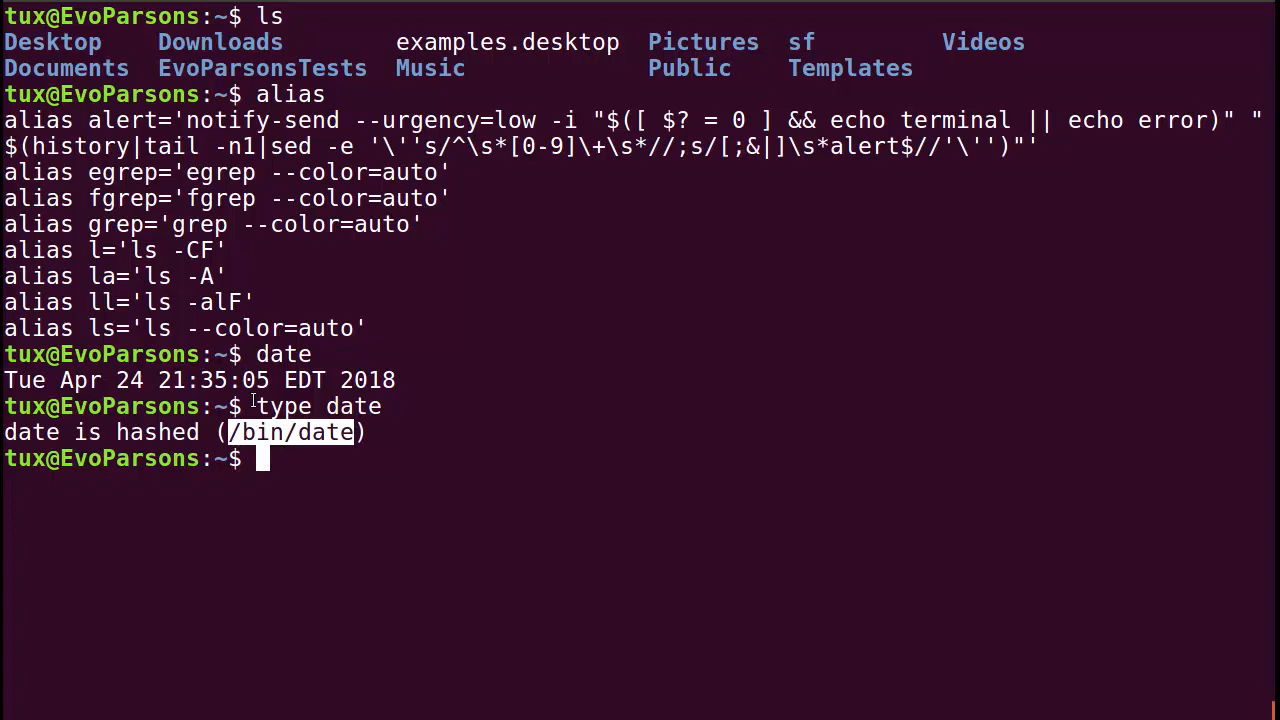 tux@EvoParsons:~$ ls
Desktop    Downloads        examples.desktop  Pictures  sf         Videos
Documents  EvoParsonsTests  Music             Public    Templates
tux@EvoParsons:~$ alias
alias alert='notify-send --urgency=low -i "$([ $? = 0 ] && echo terminal || echo error)" "
$(history|tail -n1|sed -e '\''s/^\s*[0-9]\+\s*//;s/[;&|]\s*alert$//'\'')"'
alias egrep='egrep --color=auto'
alias fgrep='fgrep --color=auto'
alias grep='grep --color=auto'
alias l='ls -CF'
alias la='ls -A'
alias ll='ls -alF'
alias ls='ls --color=auto'
tux@EvoParsons:~$ date
Tue Apr 24 21:35:05 EDT 2018
tux@EvoParsons:~$ type date
date is hashed (/bin/date)
tux@EvoParsons:~$